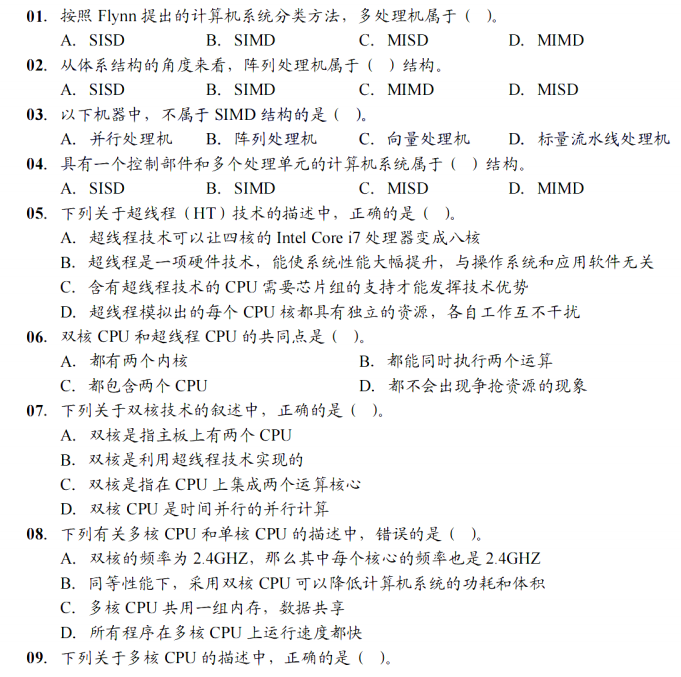 01. 按照 Flynn 提出的计算机系统分类方法，多处理机属于（ ）。
A. SISD B. SIMD C. MISD D. MIMD
02. 从体系结构的角度来看，阵列处理机属于（ ）结构。
A. SISD B. SIMD C. MIMD D. MISD
03. 以下机器中，不属于 SIMD 结构的是（ ）。
A. 并行处理机 B. 阵列处理机 C. 向量处理机 D. 标量流水线处理机
04. 具有一个控制部件和多个处理单元的计算机系统属于（ ）结构。
A. SISD B. SIMD C. MISD D. MIMD
05. 下列关于超线程（HT）技术的描述中，正确的是（ ）。
A. 超线程技术可以让四核的 Intel Core i7 处理器变成八核
B. 超线程是一项硬件技术，能使系统性能大幅提升，与操作系统和应用软件无关
C. 含有超线程技术的 CPU 需要芯片组的支持才能发挥技术优势
D. 超线程模拟出的每个 CPU 核都具有独立的资源，各自工作互不干扰
06. 双核 CPU 和超线程 CPU 的共同点是（ ）。
A. 都有两个内核 B. 都能同时执行两个运算
C. 都包含两个 CPU D. 都不会出现争抢资源的现象
07. 下列关于双核技术的叙述中，正确的是（ ）。
A. 双核是指主板上有两个 CPU
B. 双核是利用超线程技术实现的
C. 双核是指在 CPU 上集成两个运算核心
D. 双核 CPU 是时间并行的并行计算
08. 下列有关多核 CPU 和单核 CPU 的描述中，错误的是（ ）。
A. 双核的频率为 2.4GHZ，那么其中每个核心的频率也是 2.4GHZ
B. 同等性能下，采用双核 CPU 可以降低计算机系统的功耗和体积
C. 多核 CPU 共用一组内存，数据共享
D. 所有程序在多核 CPU 上运行速度都快
09. 下列关于多核 CPU 的描述中，正确的是（ ）。